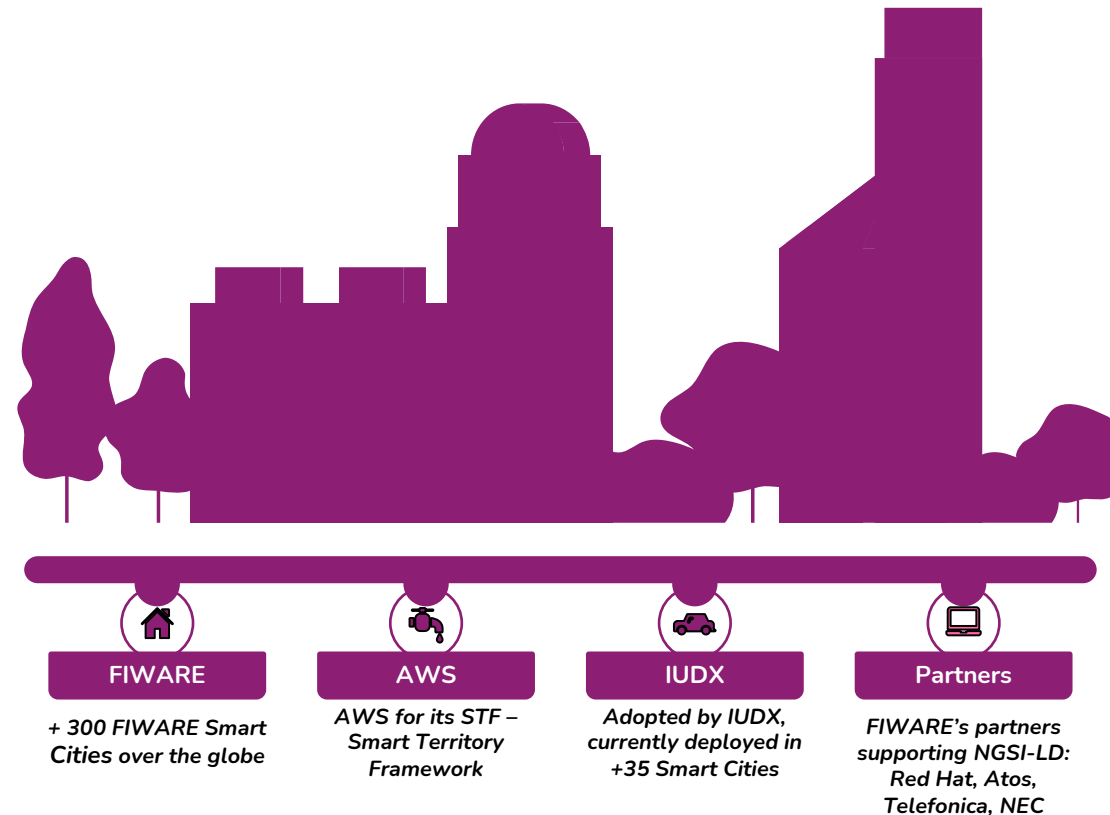 FIWARE
+ 300 FIWARE Smart
Cities over the globe
AWS
AWS for its STF –
Smart Territory
Framework
IUDX
Adopted by IUDX,
currently deployed in
+35 Smart Cities
Partners
FIWARE’s partners
supporting NGSI-LD:
Red Hat, Atos,
Telefonica, NEC